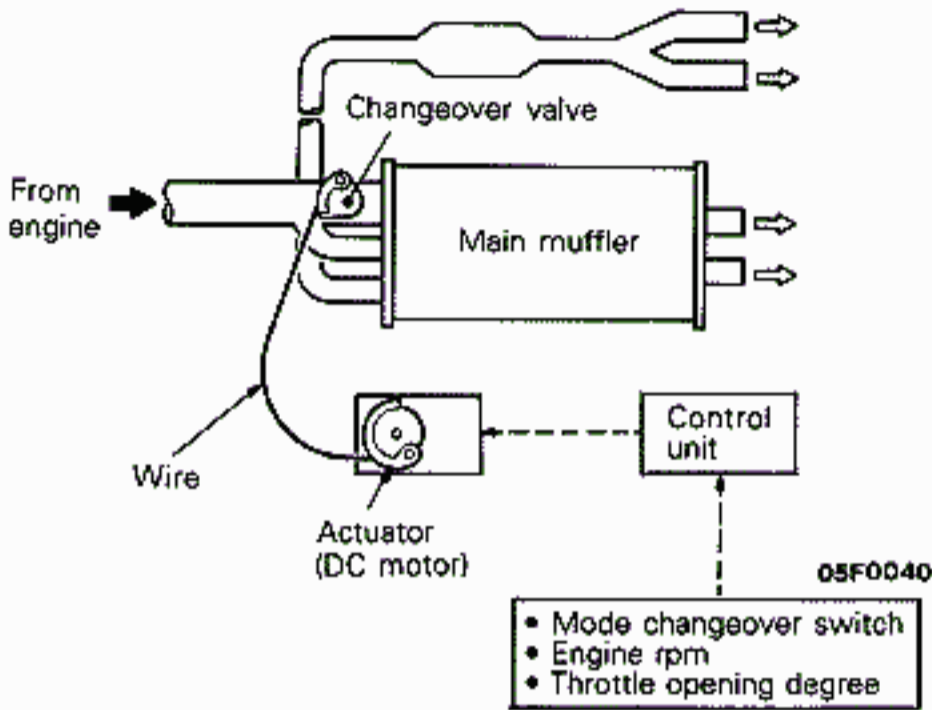 Changeover valve
From
engine
Main muffler
Control
unit
Wire
Actuator
(DC motor)
05F0040
• Mode changeover switch
• Engine rpm
• Throttle opening degree